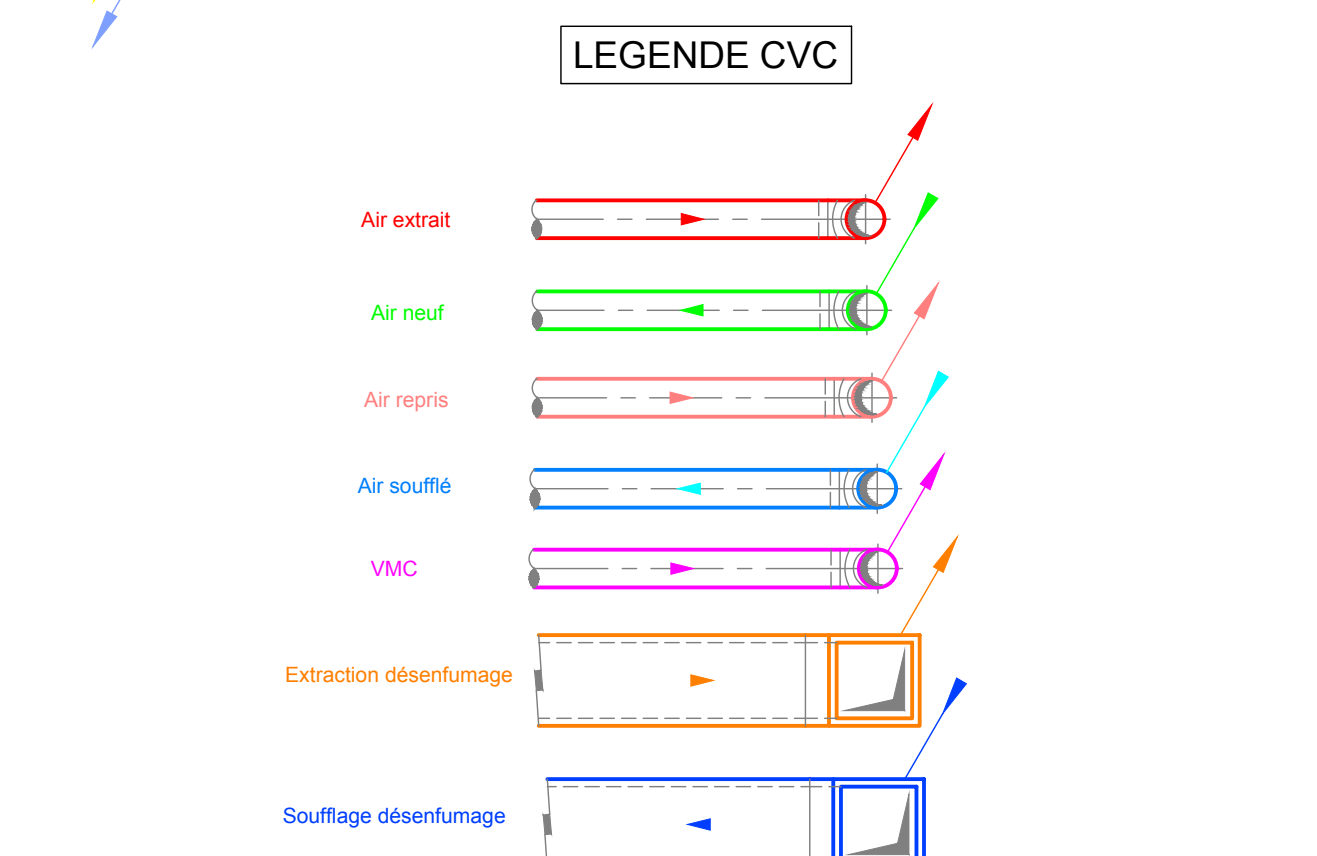 LEGENDE CVC
Air extrait
Air neuf
Air repris
Air soufflé
VMC
Extraction désenfumage
Soufflage désenfumage